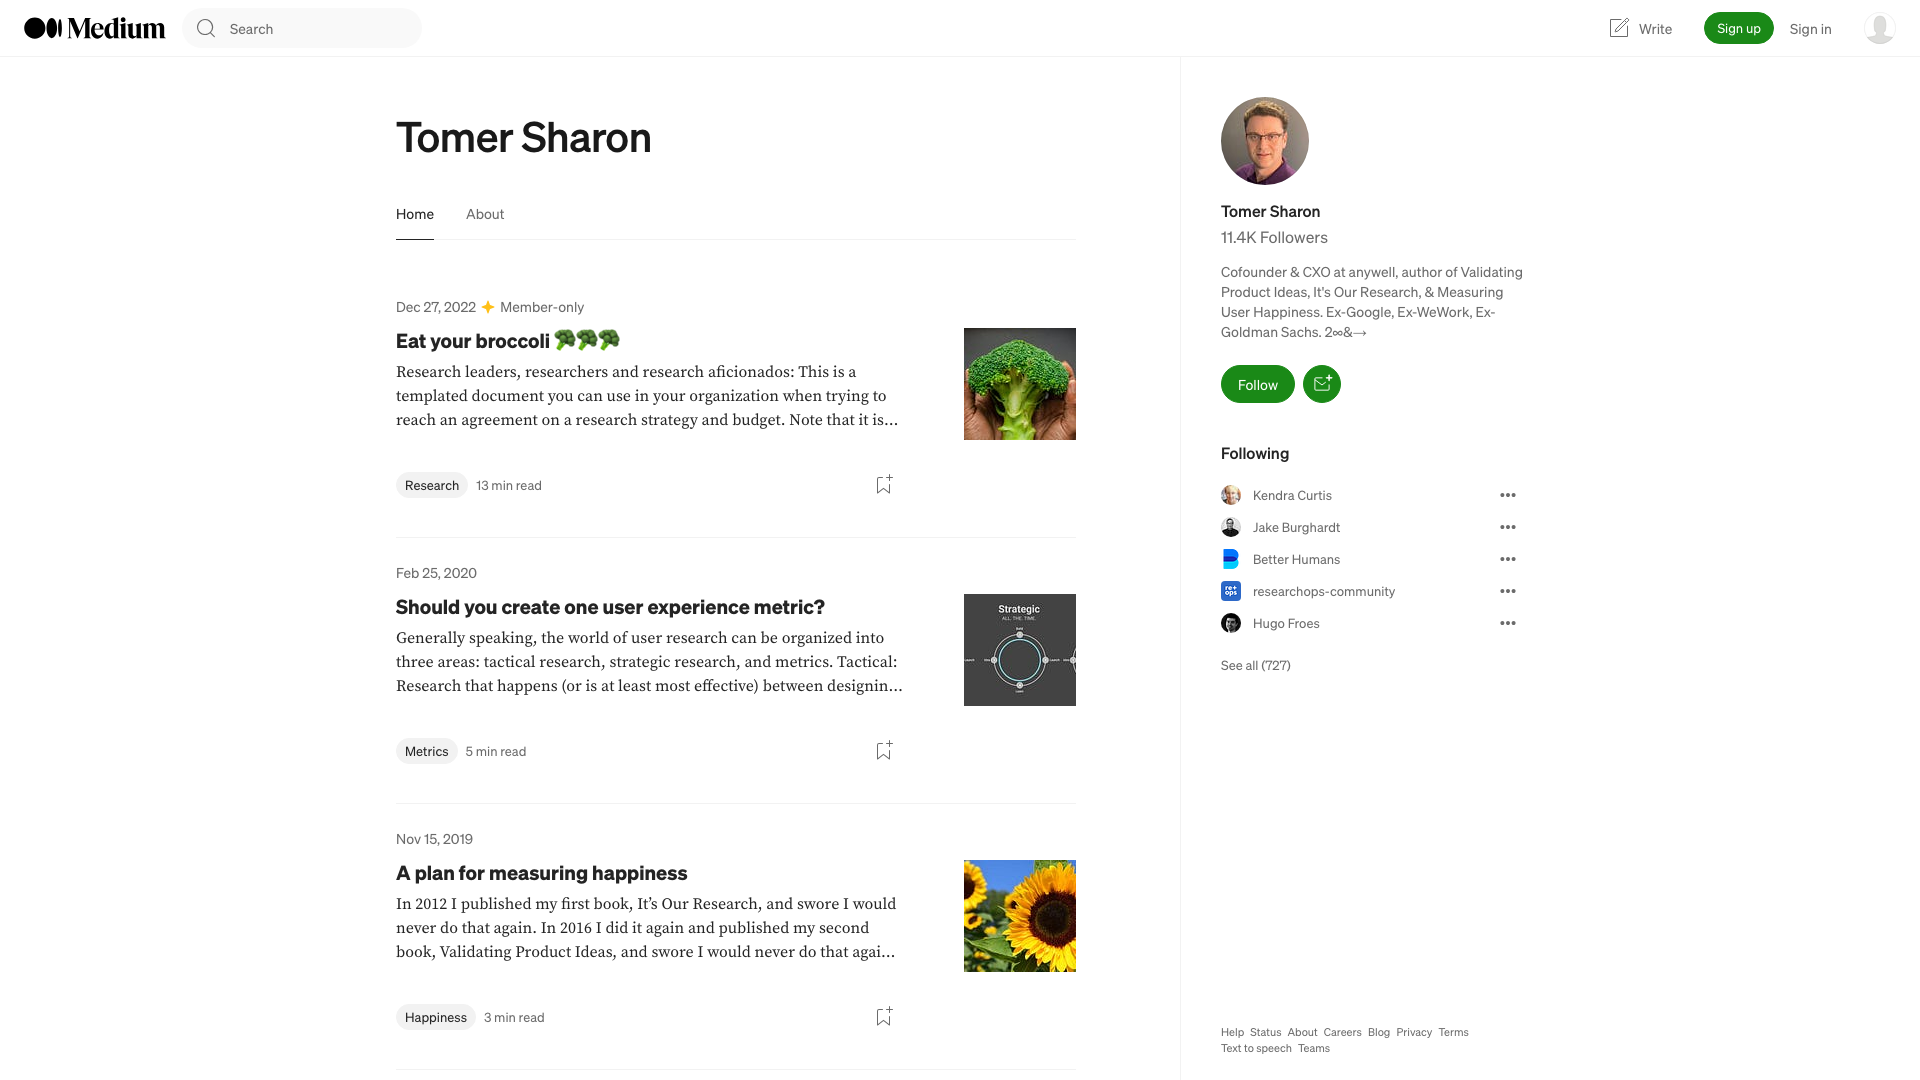 Medium
Search
Write
Sign up
Sign in
Tomer Sharon
Home
About
Dec 27, 2022
Member-only
Eat your broccoli 🥦🥦🥦
Research leaders, researchers and research aficionados: This is a
templated document you can use in your organization when trying to
reach an agreement on a research strategy and budget. Note that it is…
Research
13 min read
Feb 25, 2020
Should you create one user experience metric?
Generally speaking, the world of user research can be organized into
three areas: tactical research, strategic research, and metrics. Tactical:
Research that happens (or is at least most effective) between designin…
Strategic
ALL. THE. TIME.
Metrics
5 min read
Nov 15, 2019
A plan for measuring happiness
In 2012 I published my first book, It’s Our Research, and swore I would
never do that again. In 2016 I did it again and published my second
book, Validating Product Ideas, and swore I would never do that agai…
Happiness
3 min read
Tomer Sharon
11.4K Followers
Cofounder & CXO at anywell, author of Validating
Product Ideas, It's Our Research, & Measuring
User Happiness. Ex-Google, Ex-WeWork, Ex-
Goldman Sachs. 2∞&→
Follow
Following
Kendra Curtis
Jake Burghardt
Better Humans
re+
ops
researchops-community
Hugo Froes
See all (727)
Help Status About Careers Blog Privacy Terms
Text to speech Teams